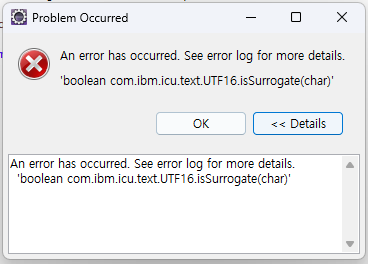 Problem Occurred
An error has occurred. See error log for more details.
'boolean com.ibm.icu.text.UTF16.isSurrogate(char)'
OK
<< Details
An error has occurred. See error log for more details.
'boolean com.ibm.icu.text.UTF16.isSurrogate(char)'